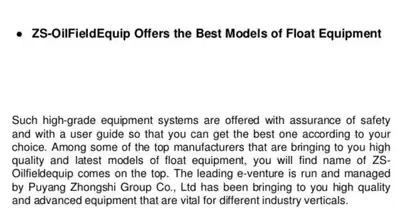 • ZS-OilFieldEquip Offers the Best Models of Float Equipment
Such high-grade equipment systems are offered with assurance of safety
and with a user guide so that you can get the best one according to your
choice. Among some of the top manufacturers that are bringing to you high
quality and latest models of float equipment, you will find name of ZS-
Oilfieldequip comes on the top. The leading e-venture is run and managed
by Puyang Zhongshi Group Co., Ltd has been bringing to you high quality
and advanced equipment that are vital for different industry verticals.